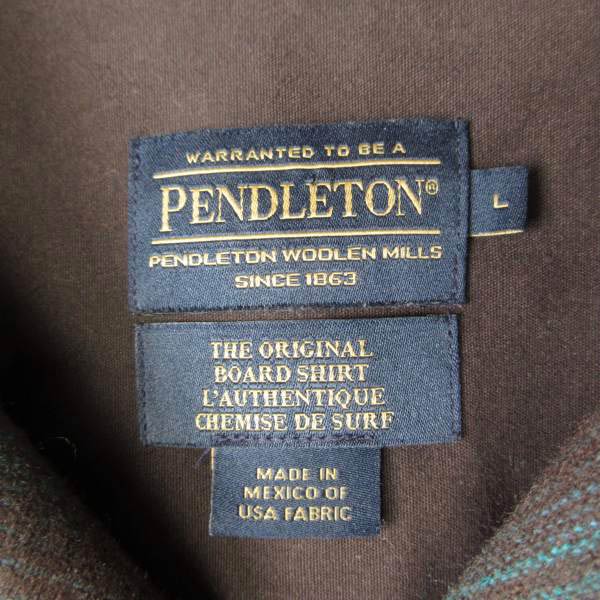 WARRANTED TO BE A
PENDLETON®
PENDLETON WOOLEN MILLS
SINCE 1863
L
THE ORIGINAL
BOARD SHIRT
L'AUTHENTIQUE
CHEMISE DE SURF
MADE IN
MEXICO OF
USA FABRIC